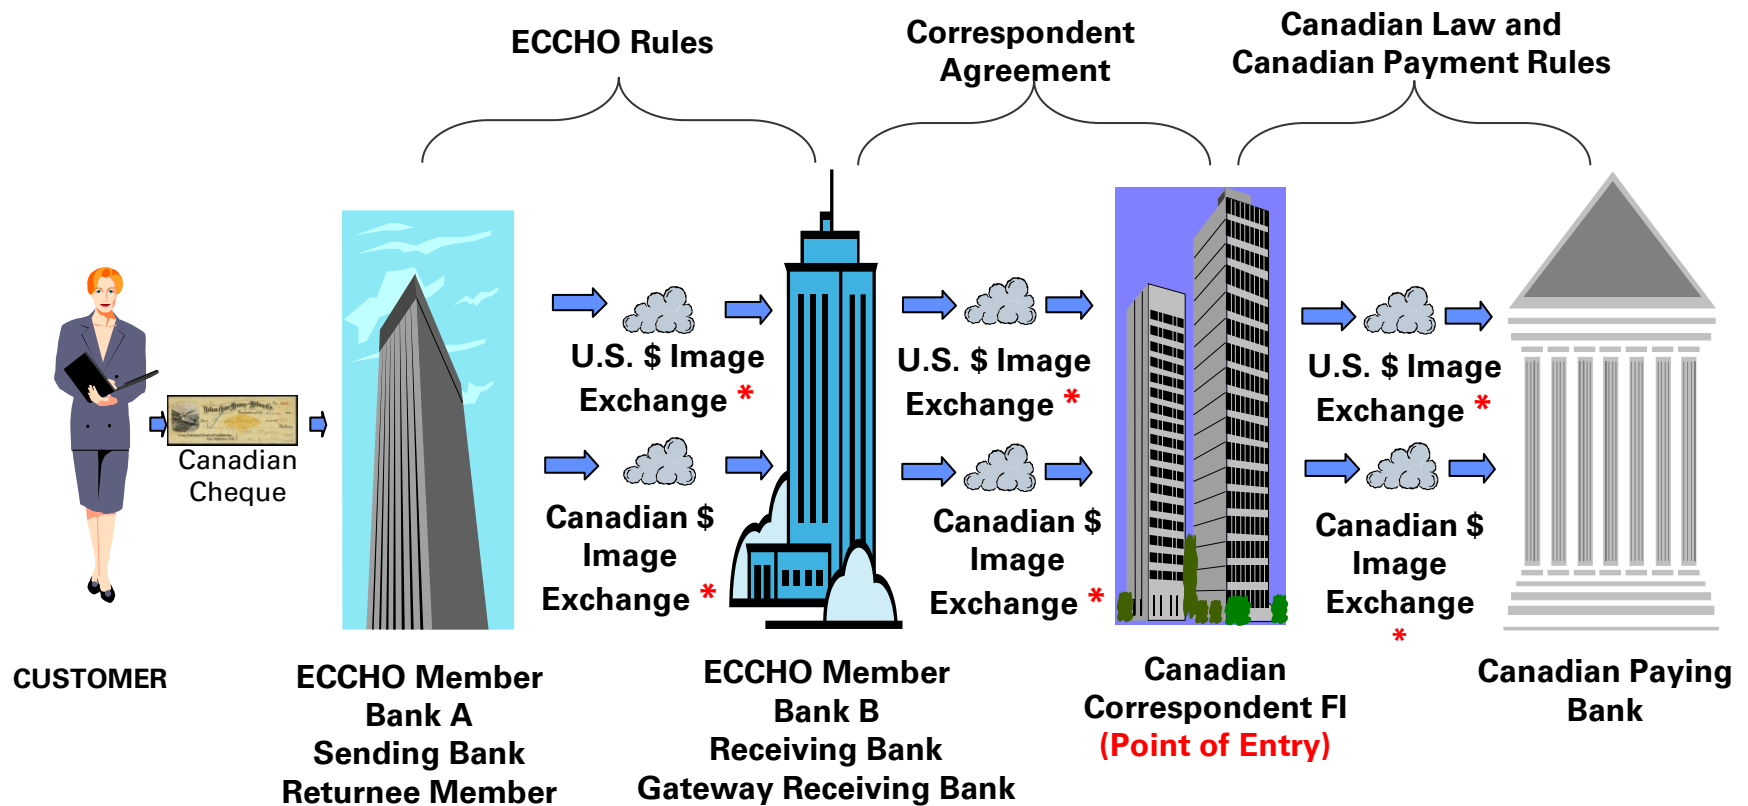 ECCHO Rules
Correspondent
Agreement
Canadian Law and
Canadian Payment Rules
Canadian
Cheque
U.S. $ Image
Exchange *
Canadian $
Image
Exchange *
U.S. $ Image
Exchange *
Canadian $
Image
Exchange *
U.S. $ Image
Exchange *
Canadian $
Image
Exchange
*
CUSTOMER
ECCHO Member
Bank A
Sending Bank
Returnee Member
ECCHO Member
Bank B
Receiving Bank
Gateway Receiving Bank
Canadian
Correspondent FI
(Point of Entry)
Canadian Paying
Bank